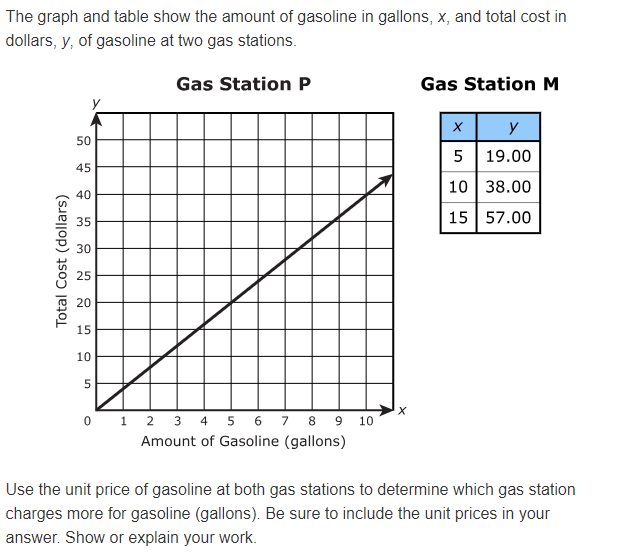 The graph and table show the amount of gasoline in gallons, x, and total cost in
dollars, y, of gasoline at two gas stations.
Gas Station P
y
Total Cost (dollars)
50
45
40
35
30
25
20
15
10
5
0 1 2 3 4 5 6 7 8 9 10
x
Amount of Gasoline (gallons)
Gas Station M
x y
5 19.00
10 38.00
15 57.00
Use the unit price of gasoline at both gas stations to determine which gas station
charges more for gasoline (gallons). Be sure to include the unit prices in your
answer. Show or explain your work.